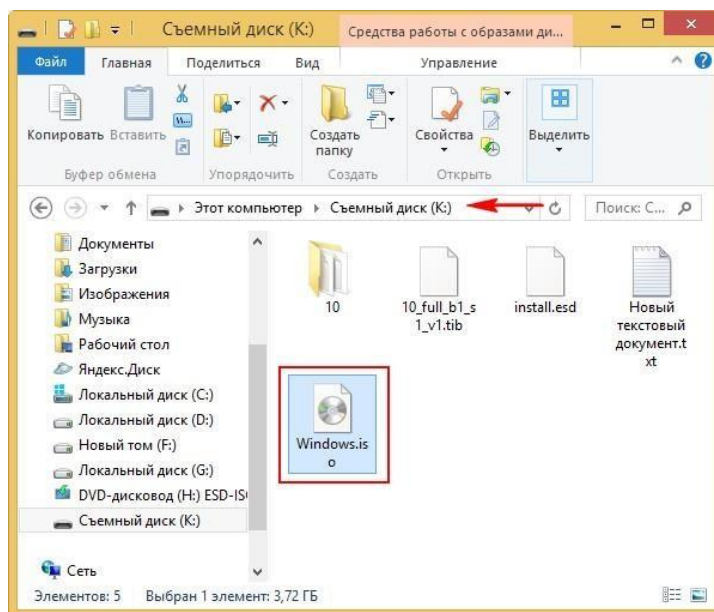 Съемный диск (K:)
Средства работы с образами ди...
Файл
Главная
Поделиться
Вид
Управление
Копировать
Вставить
W...
Создать
папку
Свойства
Выделить
Буфер обмена
Упорядочить
Создать
Открыть
Этот компьютер
Съемный диск (K:)
Поиск: С...
Документы
Загрузки
Изображения
Музыка
Рабочий стол
Яндекс.Диск
Локальный диск (C:)
Локальный диск (D:)
Новый том (F:)
Локальный диск (G:)
DVD-дисковод (H:) ESD-IS
Съемный диск (K:)
Сеть
10
10_full_b1_s
1_v1.tib
install.esd
Новый
текстовый
документ.t
xt
Windows.is
o
Элементов: 5
Выбран 1 элемент: 3,72 ГБ